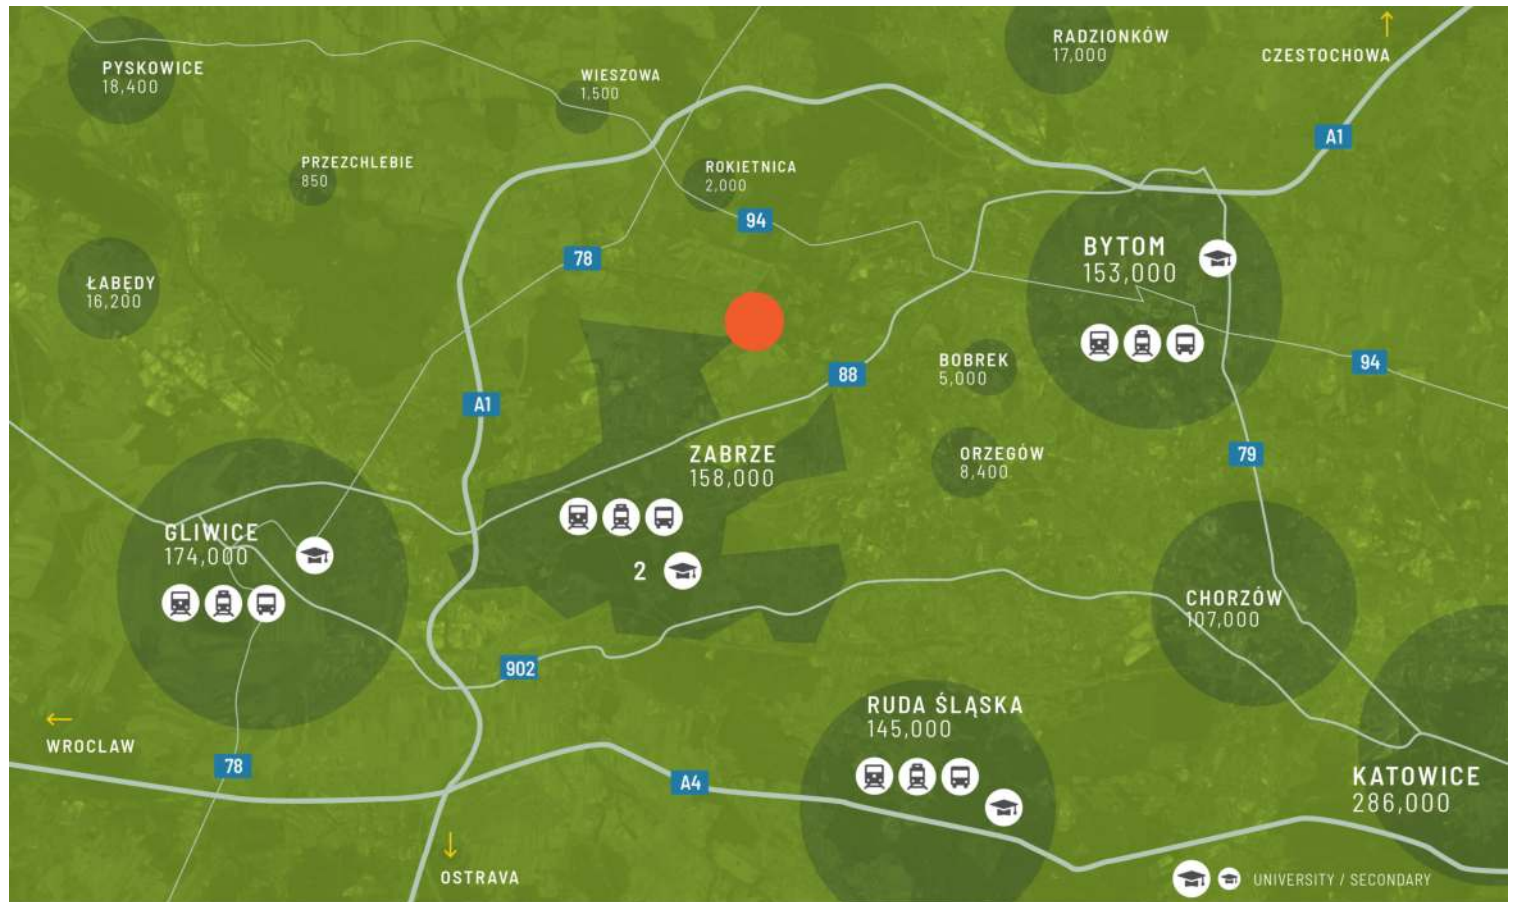 RADZIONKÓW
17,000
CZESTOCHOWA
PYSKOWICE
18,400
WIESZOWA
1,500
A1
PRZEZCHLEBIE
850
ROKIETNICA
2,000
94
BYTOM
153,000
78
ŁABĘDY
16,200
BOBREK
5,000
88
94
A1
ZABRZE
158,000
ORZEGÓW
8,400
79
GLIWICE
174,000
2
CHORZÓW
107,000
902
RUDA ŚLĄSKA
145,000
WROCLAW
78
A4
KATOWICE
286,000
OSTRAVA
UNIVERSITY / SECONDARY